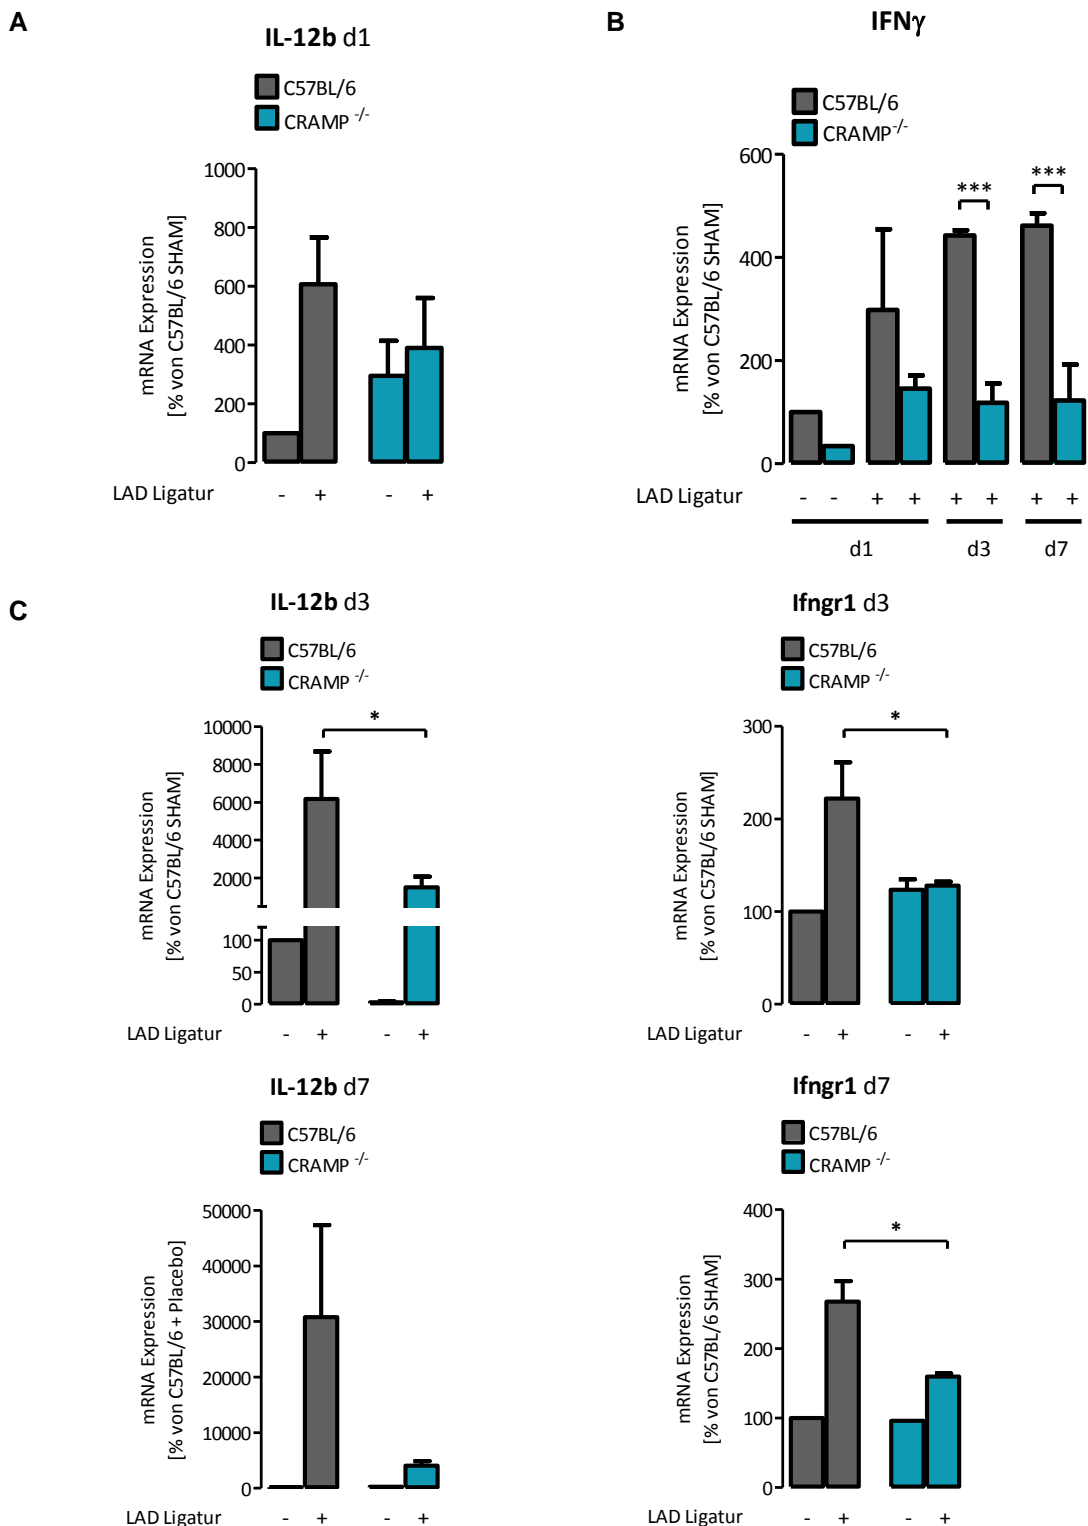 A
IL-12b d1
C57BL/6
CRAMP -/-
mRNA Expression
[% von C57BL/6 SHAM]
1000
800
600
400
200
0
LAD Ligatur - + - +
B
IFNγ
C57BL/6
CRAMP-/-
mRNA Expression
[% von C57BL/6 SHAM]
600
400
200
0
***
***
LAD Ligatur - - + + + + + +
d1 d3 d7
C
IL-12b d3
C57BL/6
CRAMP -/-
mRNA Expression
[% von C57BL/6 SHAM]
10000
8000
6000
4000
2000
100
50
0
*
LAD Ligatur - + - +
Ifngr1 d3
C57BL/6
CRAMP -/-
mRNA Expression
[% von C57BL/6 SHAM]
300
200
100
0
*
LAD Ligatur - + - +
IL-12b d7
C57BL/6
CRAMP -/-
mRNA Expression
[% von C57BL/6 + Placebo]
50000
40000
30000
20000
10000
0
LAD Ligatur - + - +
Ifngr1 d7
C57BL/6
CRAMP -/-
mRNA Expression
[% von C57BL/6 SHAM]
400
300
200
100
0
*
LAD Ligatur - + - +